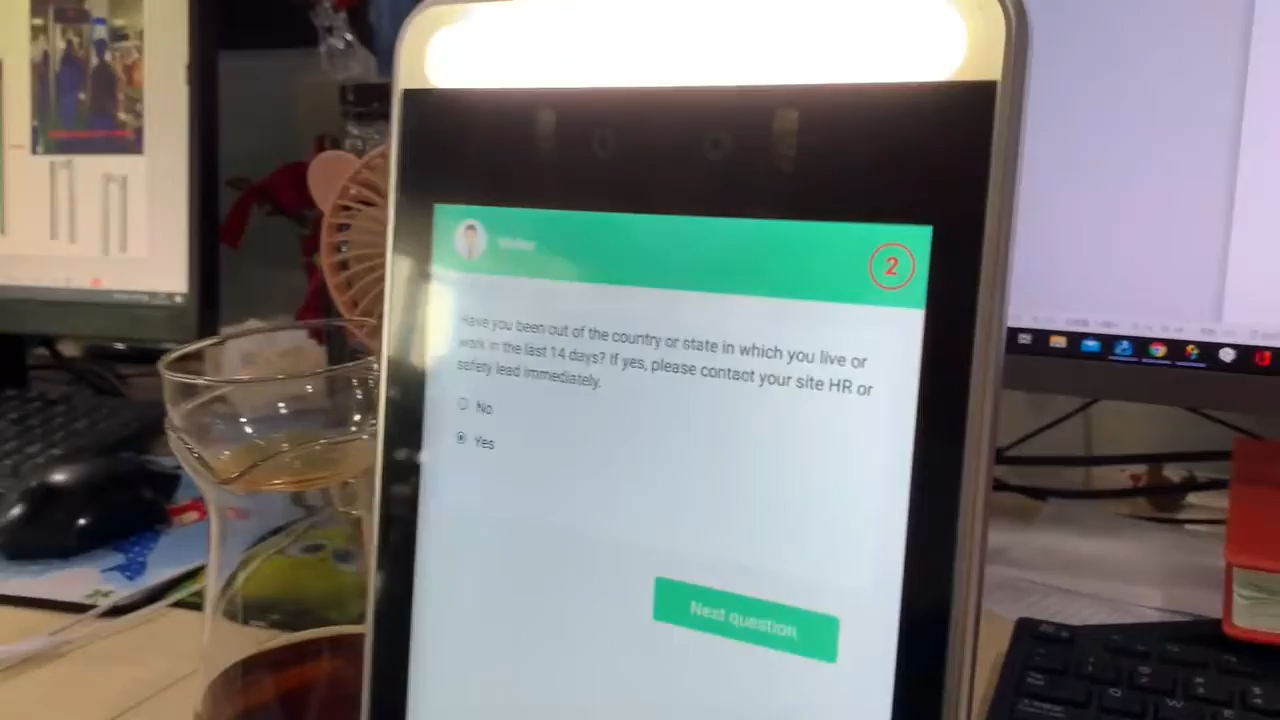 Visitor
2
Have you been out of the country or state in which you live or
work in the last 14 days? If yes, please contact your site HR or
safety lead immediately.
No
Yes
Next question